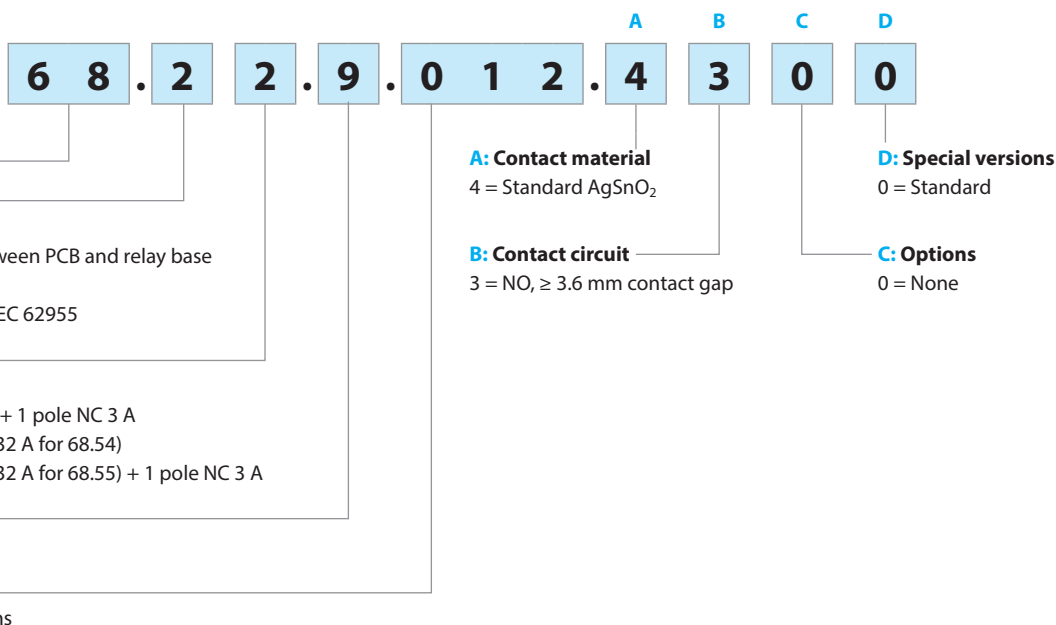 A B C D
6 8 . 2 2 . 9 . 0 1 2 . 4 3 0 0
A: Contact material
4 = Standard AgSnO₂
B: Contact circuit
3 = NO, ≥ 3.6 mm contact gap
D: Special versions
0 = Standard
C: Options
0 = None
ween PCB and relay base
EC 62955
+ 1 pole NC 3 A
32 A for 68.54)
32 A for 68.55) + 1 pole NC 3 A